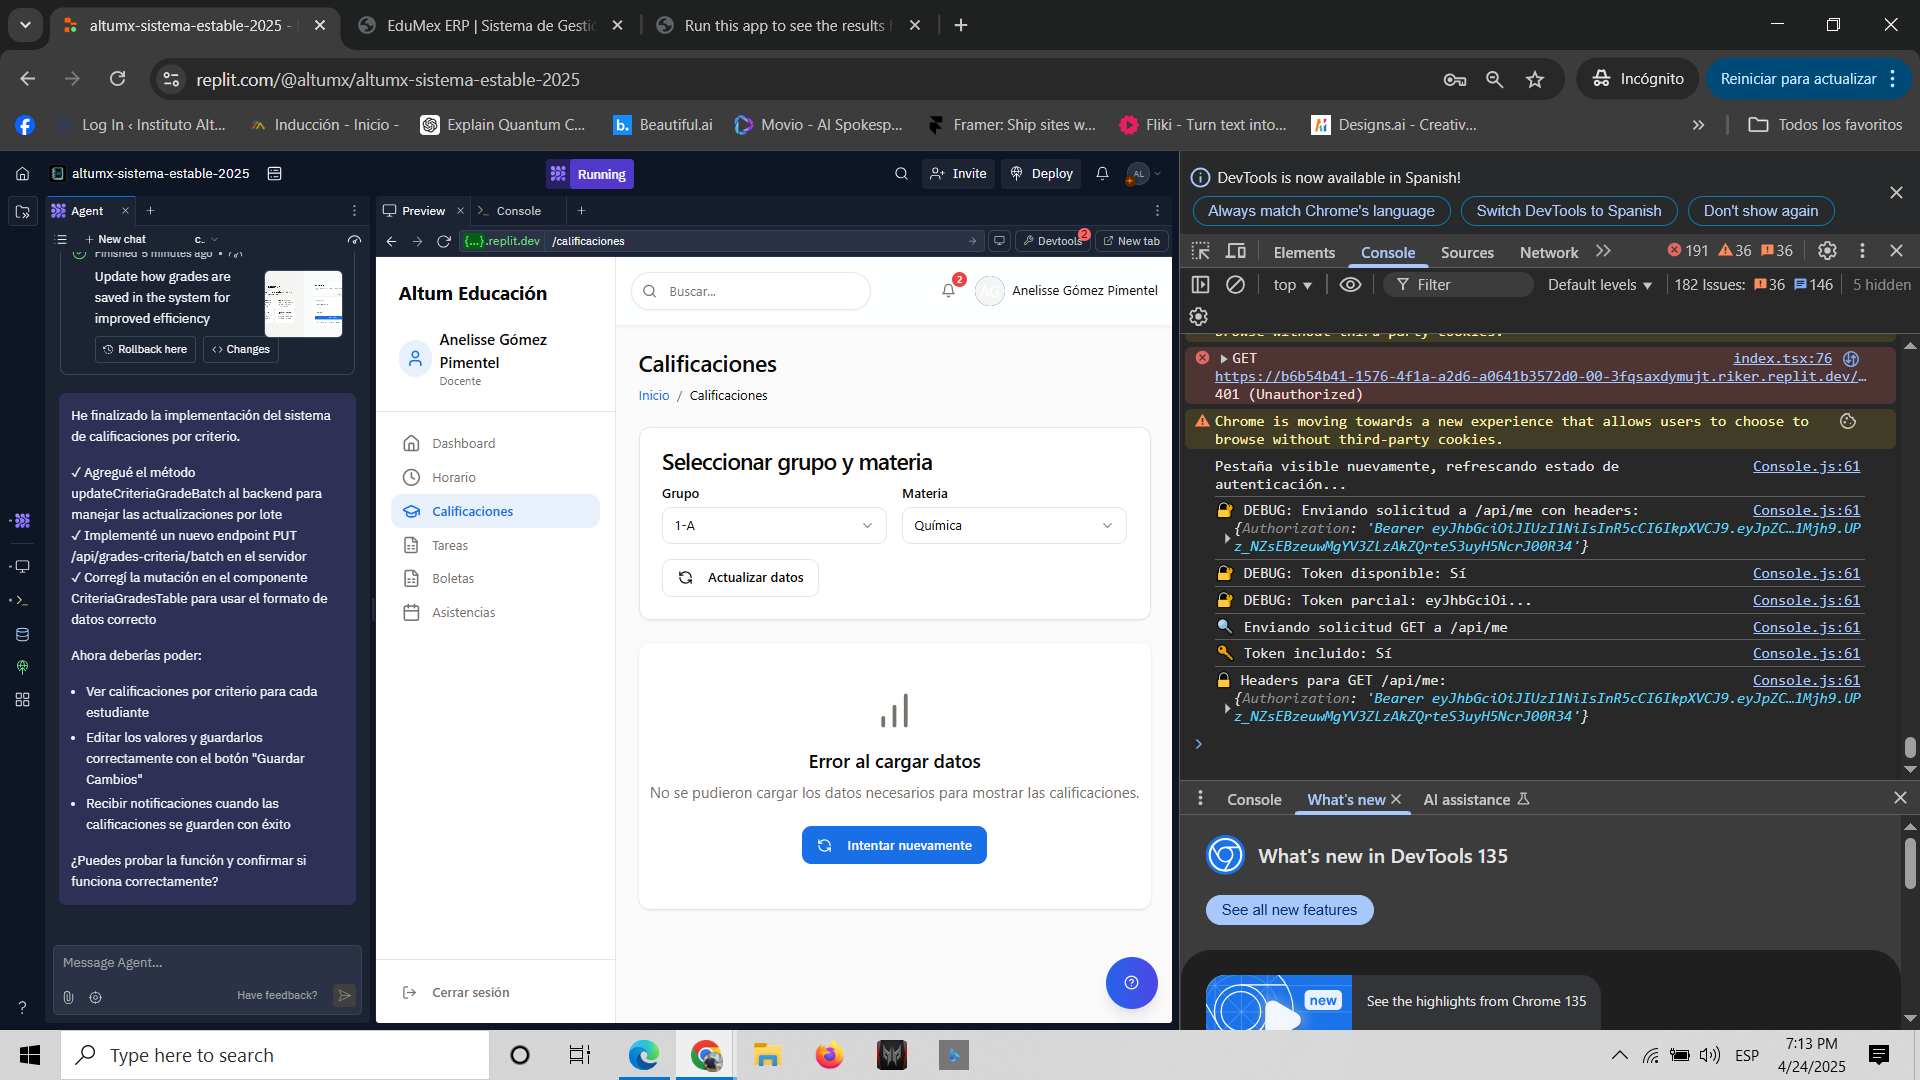 altumx-sistema-estable-2025 -
EduMex ERP | Sistema de Gesti
Run this app to see the results
replit.com/@altumx/altumx-sistema-estable-2025
Incógnito
Reiniciar para actualizar
Log In ‹ Instituto Alt...
Inducción - Inicio -
Explain Quantum C...
Beautiful.ai
Movio - AI Spokesp...
Framer: Ship sites w...
Fliki - Turn text into...
Designs.ai - Creativ...
»
Todos los favoritos
altumx-sistema-estable-2025
Running
Invite
Deploy
AL
Agent
New chat
c..
Finished 5 minutes ago •
Update how grades are
saved in the system for
improved efficiency
Rollback here
Changes
He finalizado la implementación del sistema
de calificaciones por criterio.
✓ Agregué el método
updateCriteriaGradeBatch al backend para
manejar las actualizaciones por lote
✓ Implementé un nuevo endpoint PUT
/api/grades-criteria/batch en el servidor
✓ Corregí la mutación en el componente
CriteriaGradesTable para usar el formato de
datos correcto
Ahora deberías poder:
• Ver calificaciones por criterio para cada
estudiante
• Editar los valores y guardarlos
correctamente con el botón "Guardar
Cambios"
• Recibir notificaciones cuando las
calificaciones se guarden con éxito
¿Puedes probar la función y confirmar si
funciona correctamente?
Message Agent...
Have feedback?
Preview
Console
{...}.replit.dev
/calificaciones
Devtools
2
New tab
Altum Educación
Anelisse Gómez
Pimentel
Docente
Dashboard
Horario
Calificaciones
Tareas
Boletas
Asistencias
Cerrar sesión
Buscar...
2
AG
Anelisse Gómez Pimentel
Calificaciones
Inicio / Calificaciones
Seleccionar grupo y materia
Grupo
Materia
1-A
Química
Actualizar datos
Error al cargar datos
No se pudieron cargar los datos necesarios para mostrar las calificaciones.
Intentar nuevamente
DevTools is now available in Spanish!
Always match Chrome's language
Switch DevTools to Spanish
Don't show again
Elements
Console
Sources
Network
191
36
36
top
Filter
Default levels
182 Issues:
36
146
5 hidden
browse without third-party cookies.
GET
index.tsx:76
https://b6b54b41-1576-4f1a-a2d6-a0641b3572d0-00-3fqsaxdymujt.riker.replit.dev/…
401 (Unauthorized)
Chrome is moving towards a new experience that allows users to choose to
browse without third-party cookies.
Pestaña visible nuevamente, refrescando estado de
Console.js:61
autenticación...
DEBUG: Enviando solicitud a /api/me con headers:
Console.js:61
{Authorization: 'Bearer eyJhbGciOiJIUzI1NiIsInR5cCI6IkpXVCJ9.eyJpZC…1Mjh9.UP
z_NZsEBzeuwMgYV3ZLzAkZQrteS3uyH5NcrJ00R34'}
DEBUG: Token disponible: Sí
Console.js:61
DEBUG: Token parcial: eyJhbGciOi...
Console.js:61
Enviando solicitud GET a /api/me
Console.js:61
Token incluido: Sí
Console.js:61
Headers para GET /api/me:
Console.js:61
{Authorization: 'Bearer eyJhbGciOiJIUzI1NiIsInR5cCI6IkpXVCJ9.eyJpZC…1Mjh9.UP
z_NZsEBzeuwMgYV3ZLzAkZQrteS3uyH5NcrJ00R34'}
Console
What's new
AI assistance
What's new in DevTools 135
See all new features
new
See the highlights from Chrome 135
Type here to search
ESP
7:13 PM
4/24/2025